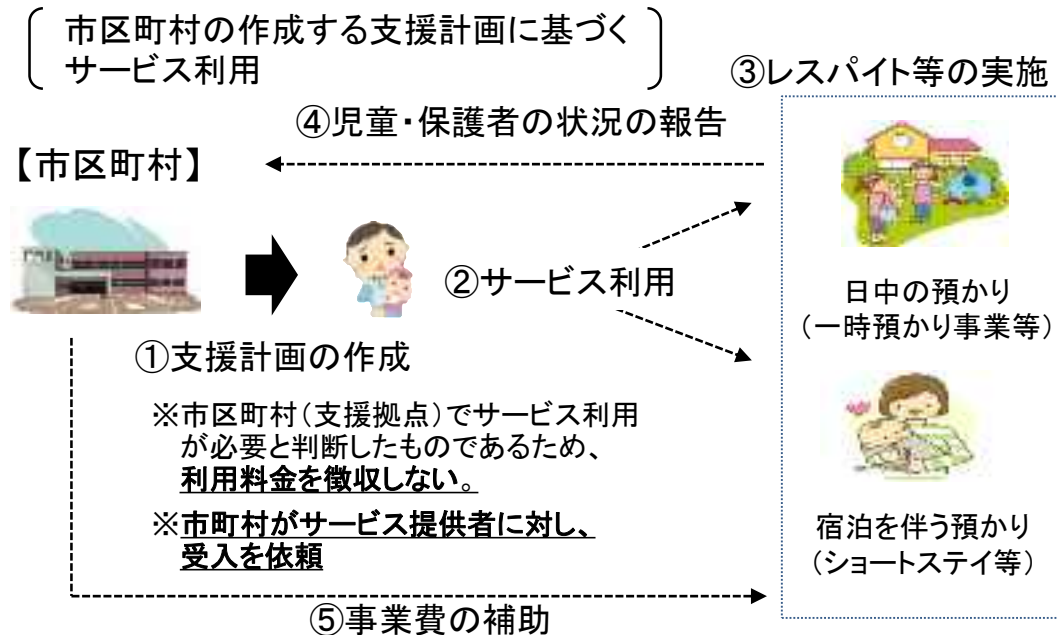 市区町村の作成する支援計画に基づく
サービス利用
③レスパイト等の実施
④児童・保護者の状況の報告
【市区町村】
②サービス利用
日中の預かり
（一時預かり事業等）
①支援計画の作成
※市区町村（支援拠点）でサービス利用
が必要と判断したものであるため、
利用料金を徴収しない。
※市町村がサービス提供者に対し、
受入を依頼
宿泊を伴う預かり
（ショートステイ等）
⑤事業費の補助